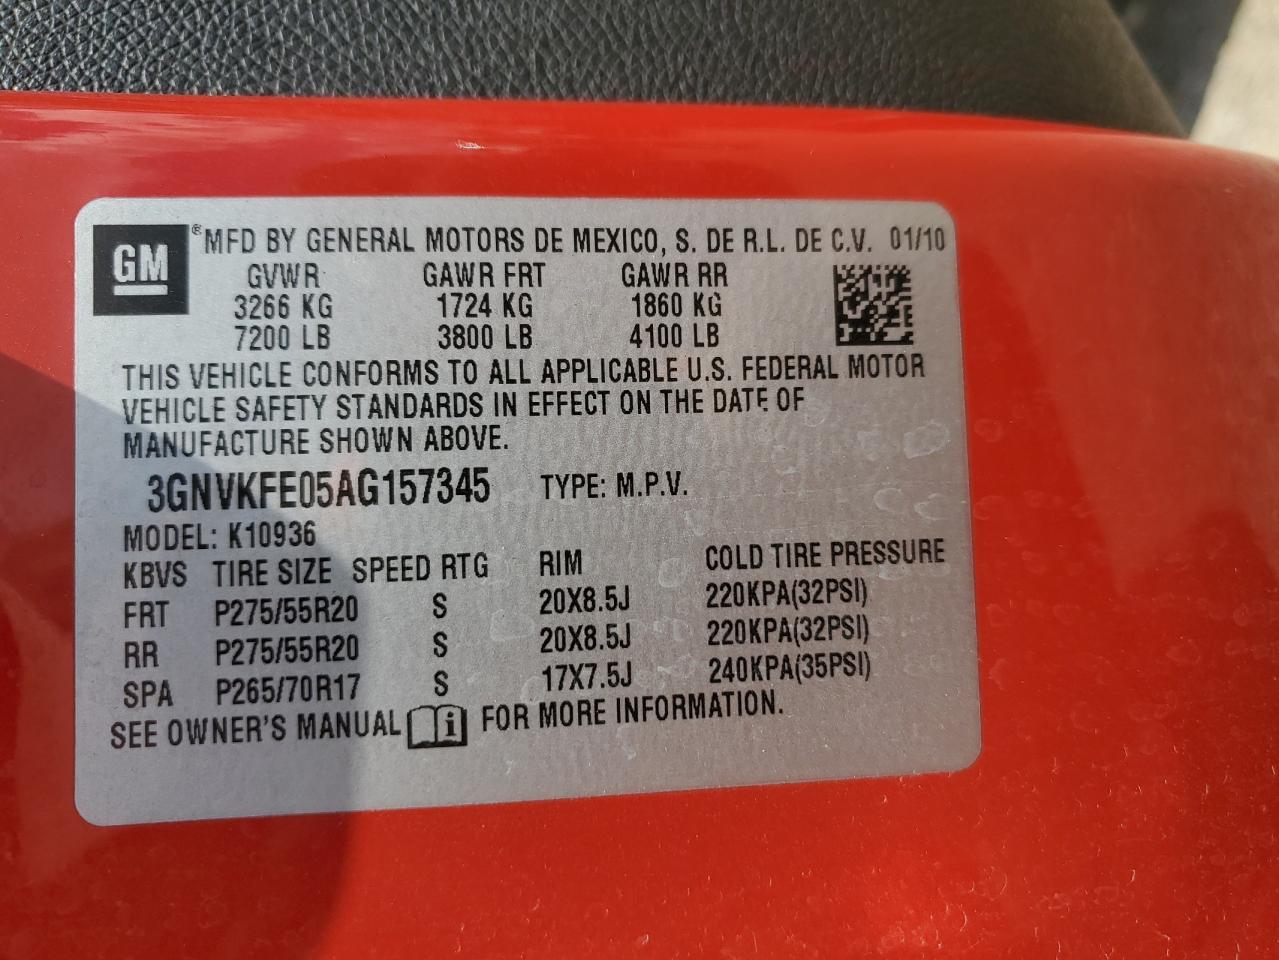 GM ® MFD BY GENERAL MOTORS DE MEXICO, S. DE R.L. DE C.V. 01/10
GVWR GAWR FRT GAWR RR
3266 KG 1724 KG 1860 KG
7200 LB 3800 LB 4100 LB
THIS VEHICLE CONFORMS TO ALL APPLICABLE U.S. FEDERAL MOTOR
VEHICLE SAFETY STANDARDS IN EFFECT ON THE DATE OF
MANUFACTURE SHOWN ABOVE.
3GNVKFE05AG157345 TYPE: M.P.V.
MODEL: K10936
KBVS TIRE SIZE SPEED RTG RIM COLD TIRE PRESSURE
FRT P275/55R20 S 20X8.5J 220KPA(32PSI)
RR P275/55R20 S 20X8.5J 220KPA(32PSI)
SPA P265/70R17 S 17X7.5J 240KPA(35PSI)
SEE OWNER'S MANUAL i FOR MORE INFORMATION.